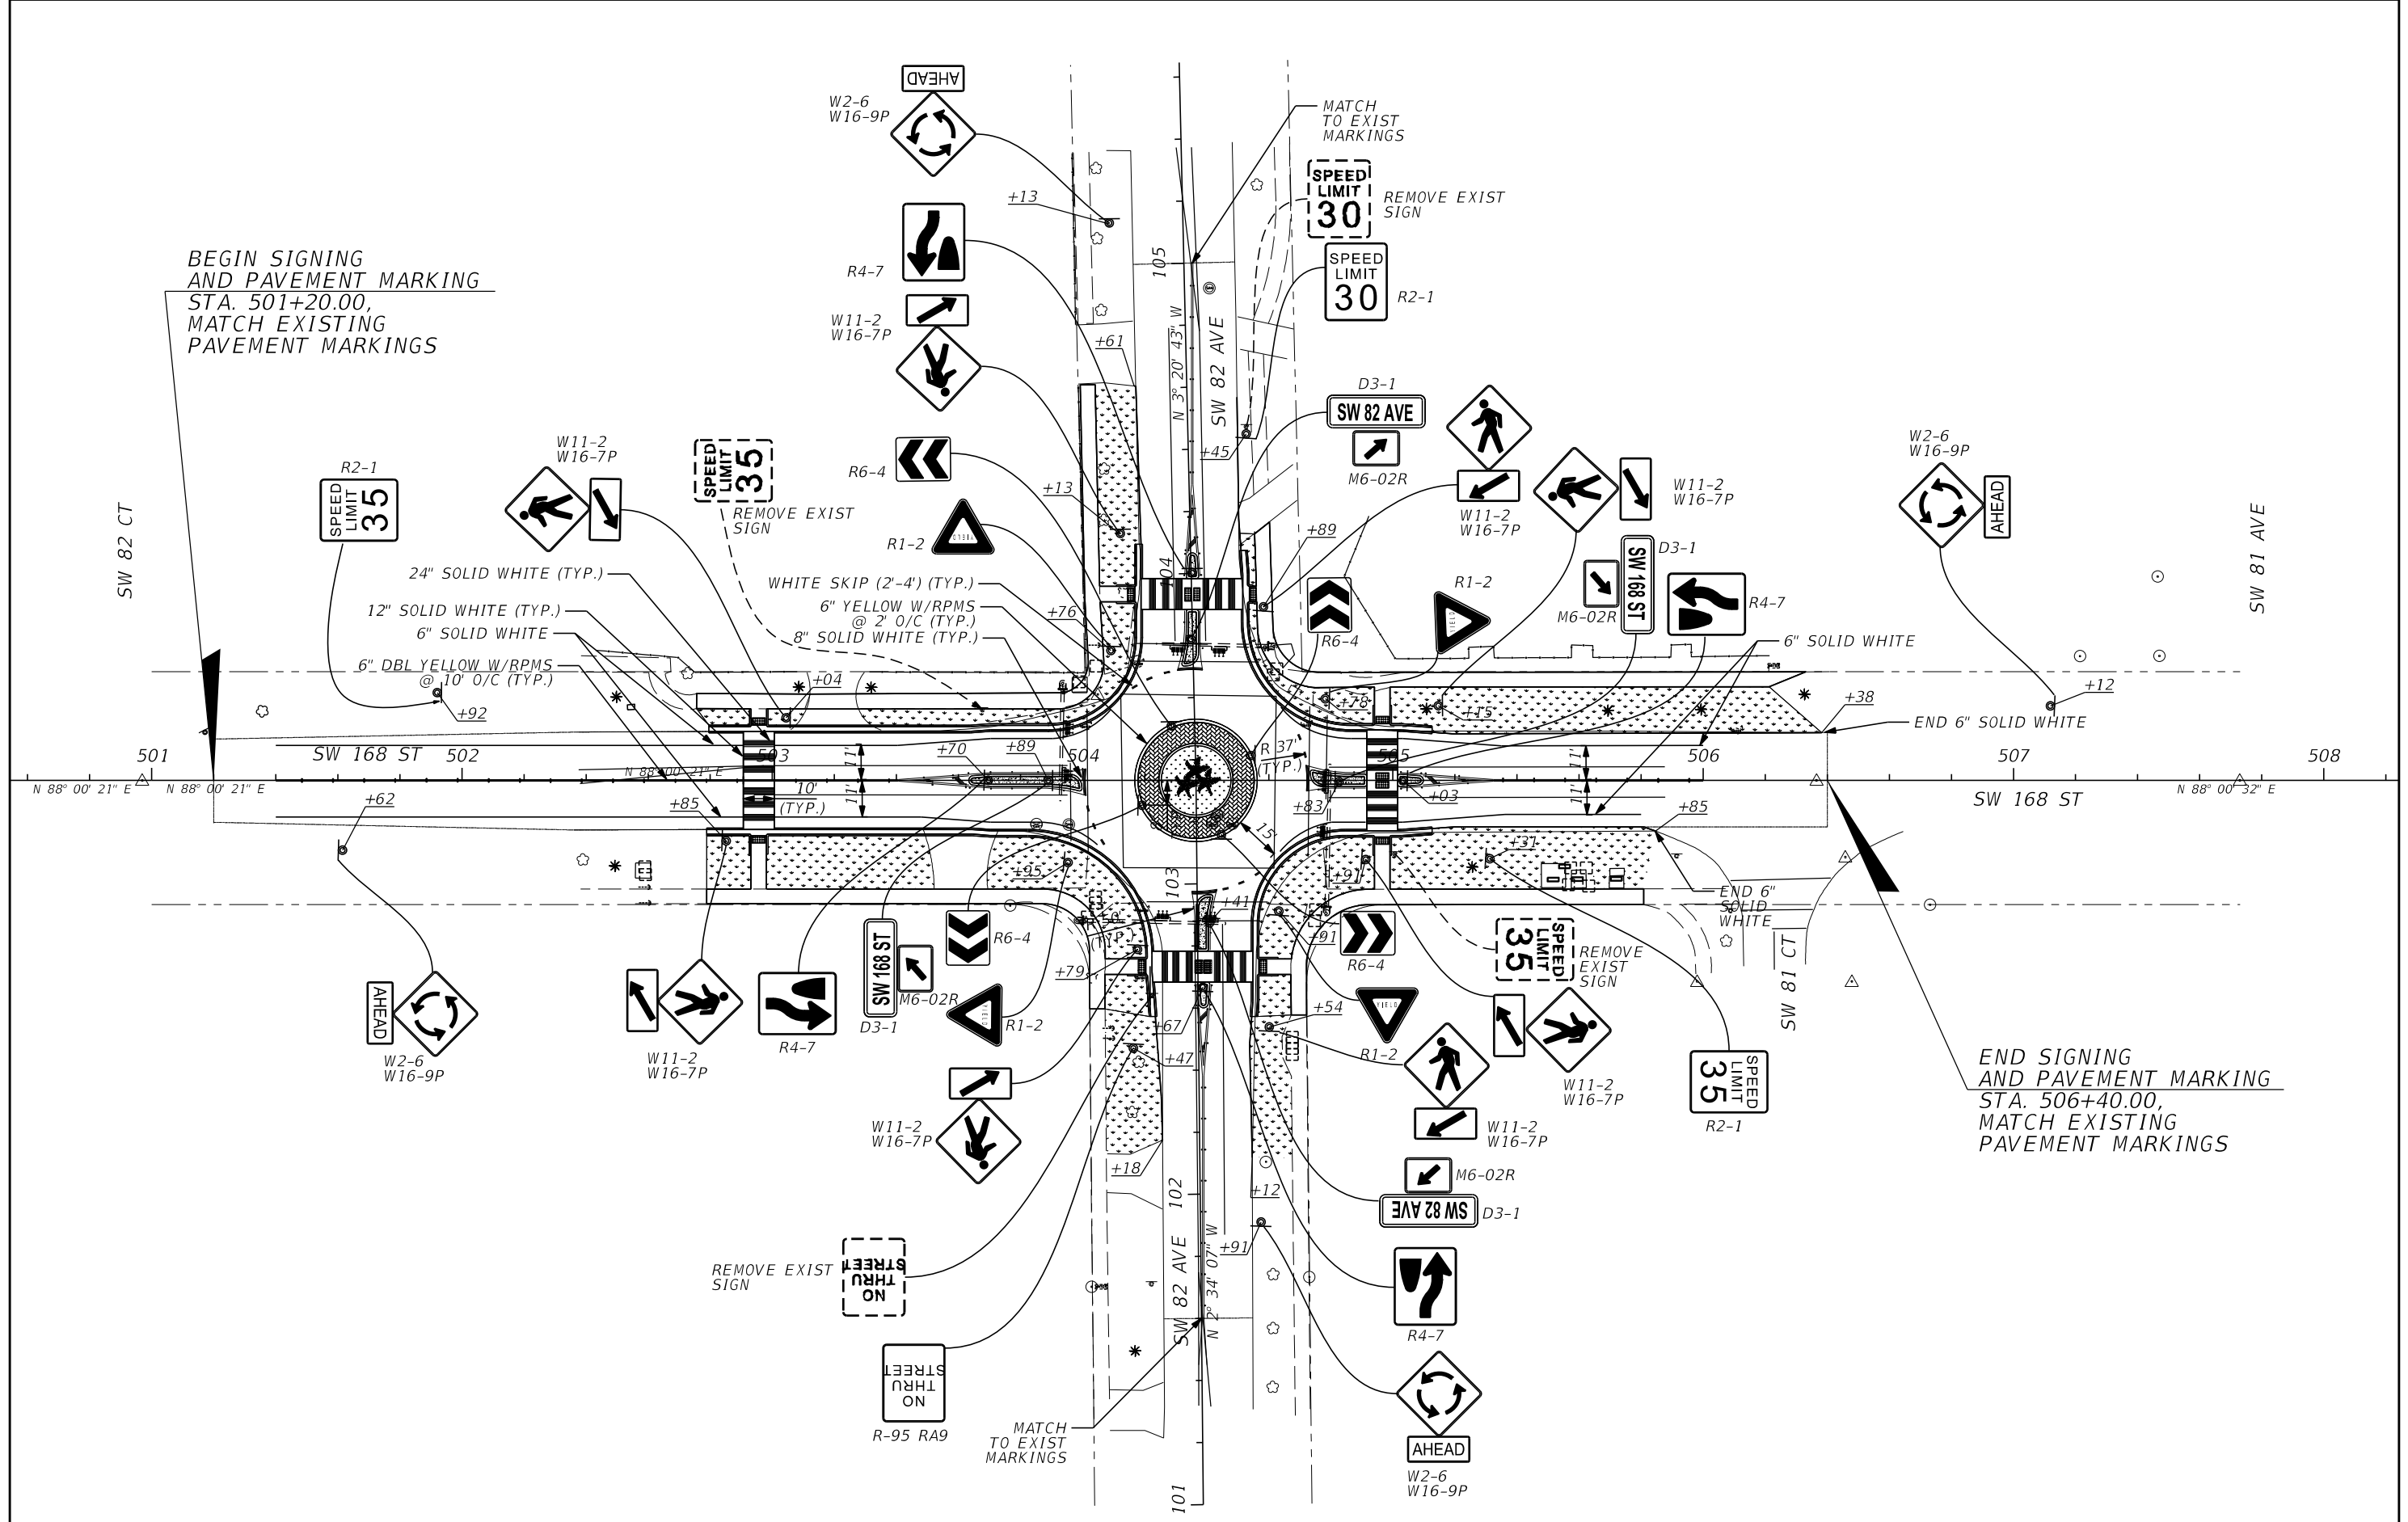 AHEAD
W2-6
W16-9P
MATCH
TO EXIST
MARKINGS
+13
SPEED
LIMIT
30
REMOVE EXIST
SIGN
R4-7
105
SPEED
LIMIT
30
R2-1
BEGIN SIGNING
AND PAVEMENT MARKING
STA. 501+20.00,
MATCH EXISTING
PAVEMENT MARKINGS
W11-2
W16-7P
+61
N 3° 20' 43" W
SW 82 AVE
D3-1
SW 82 AVE
M6-02R
+45
R6-4
+13
W11-2
W16-7P
R2-1
SPEED
LIMIT
35
SPEED
LIMIT
35
REMOVE EXIST
SIGN
YIELD
R1-2
+89
W11-2
W16-7P
W11-2
W16-7P
W2-6
W16-9P
AHEAD
SW 82 CT
SW 81 AVE
24" SOLID WHITE (TYP.)
12" SOLID WHITE (TYP.)
6" SOLID WHITE
6" DBL YELLOW W/RPMS
@ 10' O/C (TYP.)
WHITE SKIP (2'-4') (TYP.)
6" YELLOW W/RPMS
@ 2' O/C (TYP.)
8" SOLID WHITE (TYP.)
+76
104
R6-4
R1-2
D3-1
SW 168 ST
M6-02R
R4-7
6" SOLID WHITE
+92
+04
+78
+15
+38
+12
END 6" SOLID WHITE
501
SW 168 ST
502
503
+70
+89
504
R 37'
(TYP.)
505
506
507
508
N 88° 00' 21" E
N 88° 00' 21" E
N 88° 00' 21" E
N 88° 00' 32" E
SW 168 ST
11'
11'
11'
11'
10'
(TYP.)
+62
+85
+83
+03
+85
15'
+95
103
+91
+31
END 6"
SOLID
WHITE
+41
(TYP.)
+91
R6-4
SPEED
LIMIT
35
REMOVE
EXIST
SIGN
SW 81 CT
SW 168 ST
D3-1
M6-02R
R6-4
+79
YIELD
R1-2
+67
+47
+54
YIELD
R1-2
AHEAD
W2-6
W16-9P
W11-2
W16-7P
R4-7
W11-2
W16-7P
SPEED
LIMIT
35
R2-1
END SIGNING
AND PAVEMENT MARKING
STA. 506+40.00,
MATCH EXISTING
PAVEMENT MARKINGS
W11-2
W16-7P
W11-2
W16-7P
+18
102
+12
M6-02R
SW 82 AVE
D3-1
+91
SW 82 AVE
N 2° 34' 07" W
REMOVE EXIST
SIGN
NO
THRU
STREET
R4-7
NO
THRU
STREET
R-95 RA9
MATCH
TO EXIST
MARKINGS
AHEAD
W2-6
W16-9P
101